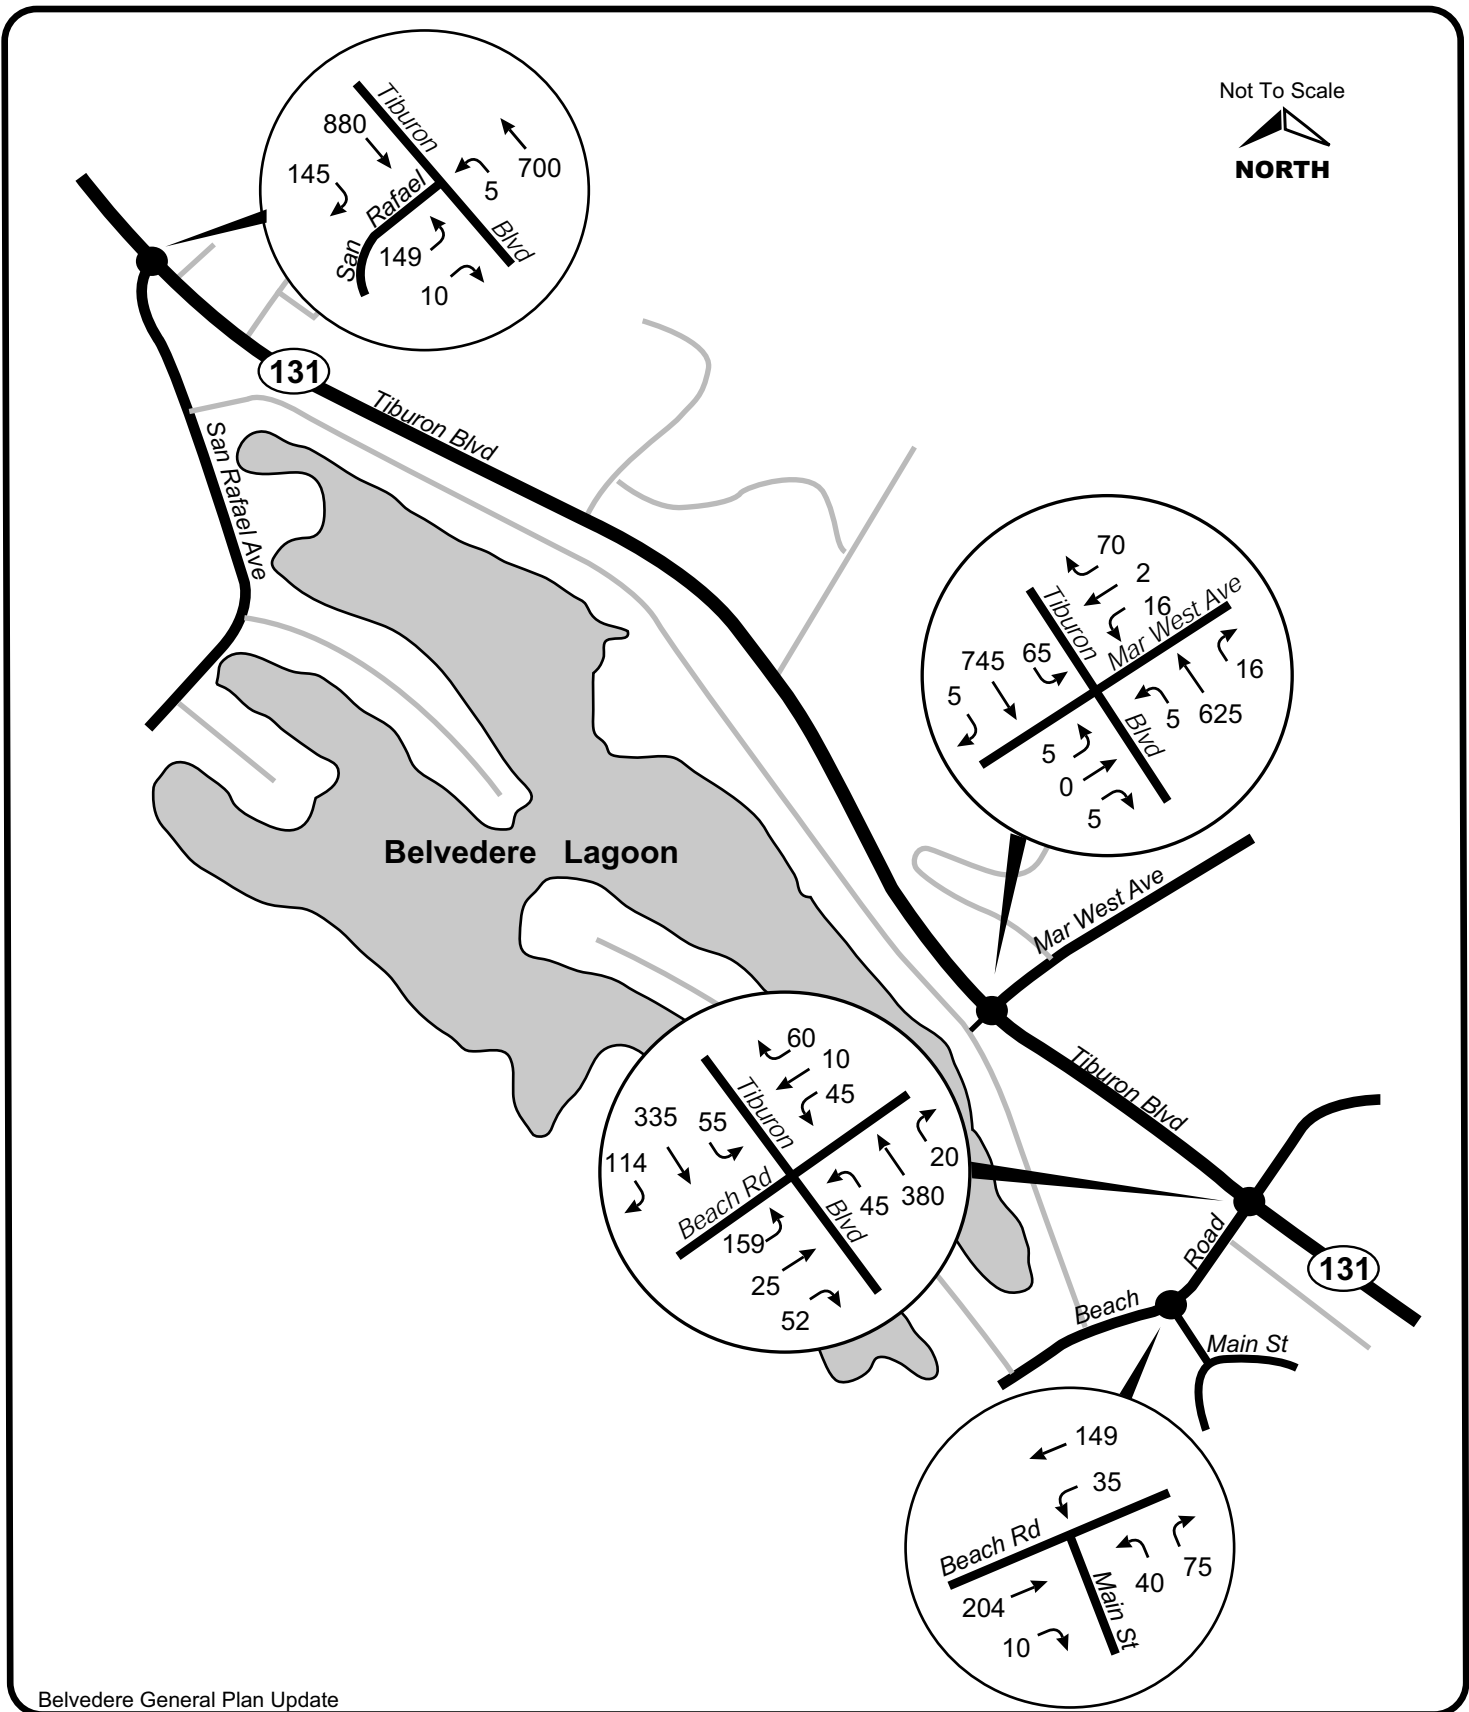 Not To Scale
NORTH
880
145
Tiburon
Blvd
San
Rafael
700
5
149
10
131
Tiburon Blvd
San Rafael Ave
70
2
16
Tiburon
Blvd
Mar West Ave
745
65
5
16
5
625
5
0
5
Belvedere Lagoon
Mar West Ave
Tiburon Blvd
60
10
45
335
55
114
Tiburon
Blvd
Beach Rd
20
45
380
159
25
52
Road
Beach
131
Main St
149
35
Beach Rd
Main St
40
75
204
10
Belvedere General Plan Update